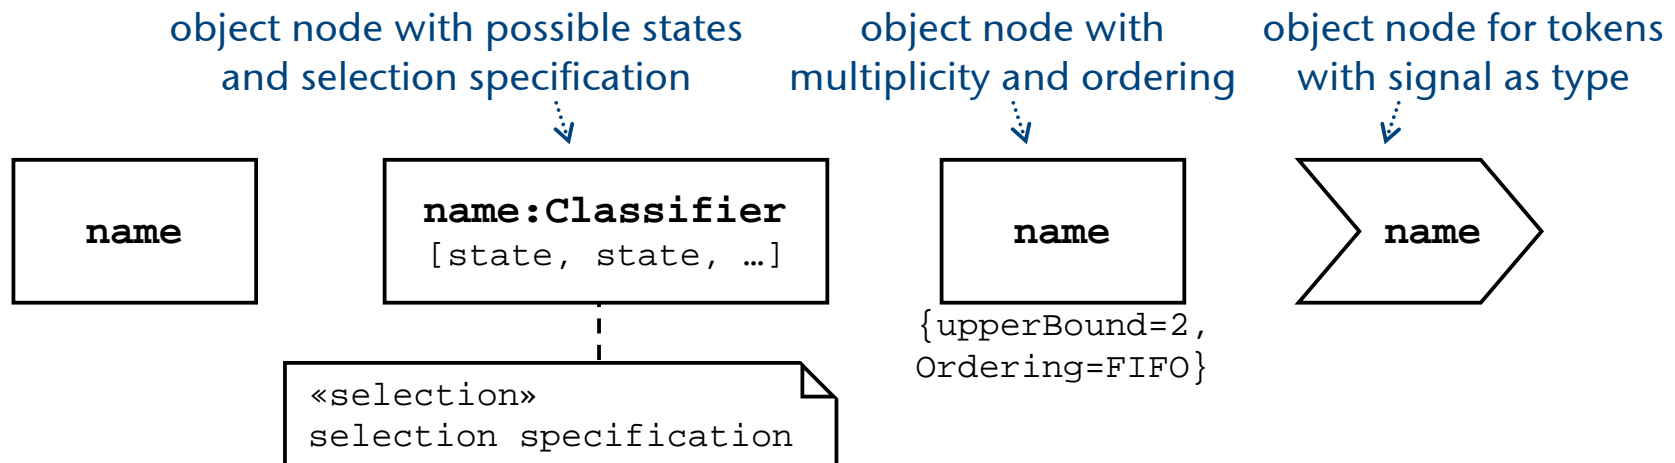 object node with possible states
and selection specification
object node with
multiplicity and ordering
object node for tokens
with signal as type
name
name:Classifier
[state, state, …]
name
name
{upperBound=2,
Ordering=FIFO}
«selection»
selection specification